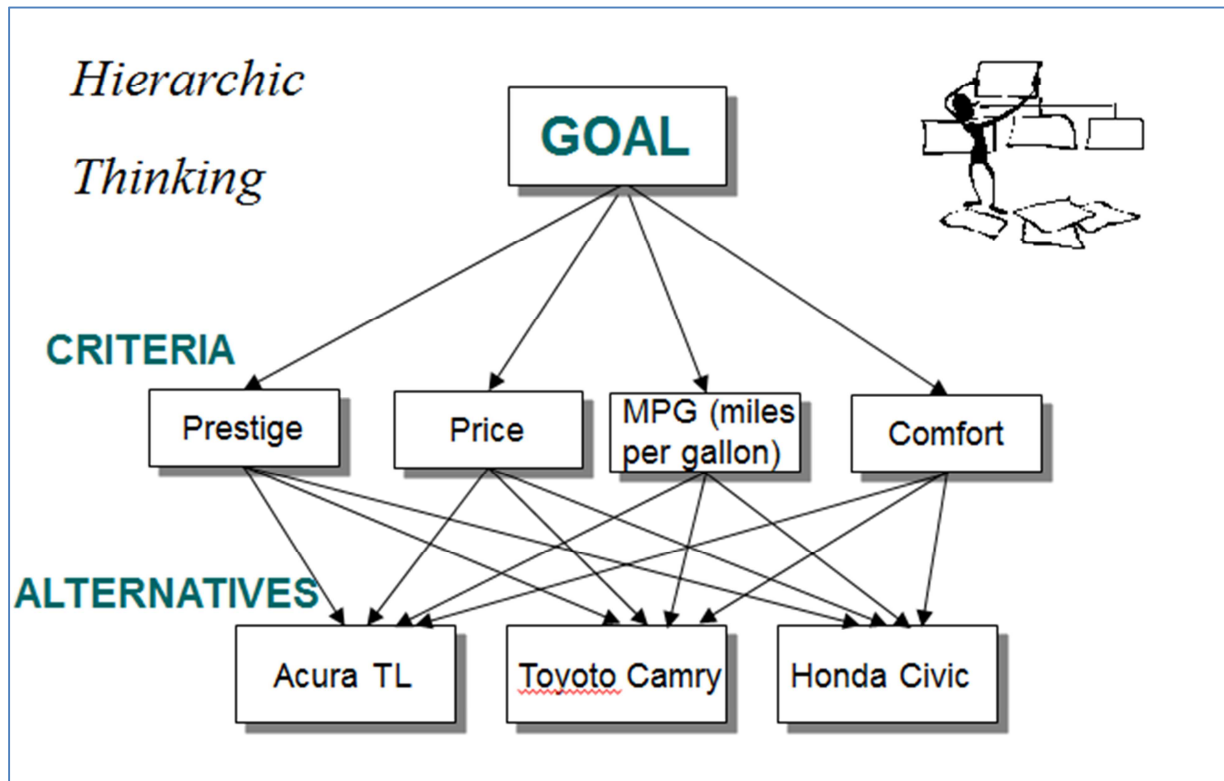 Hierarchic
Thinking
GOAL
CRITERIA
Prestige
Price
MPG (miles
per gallon)
Comfort
ALTERNATIVES
Acura TL
Toyoto Camry
Honda Civic